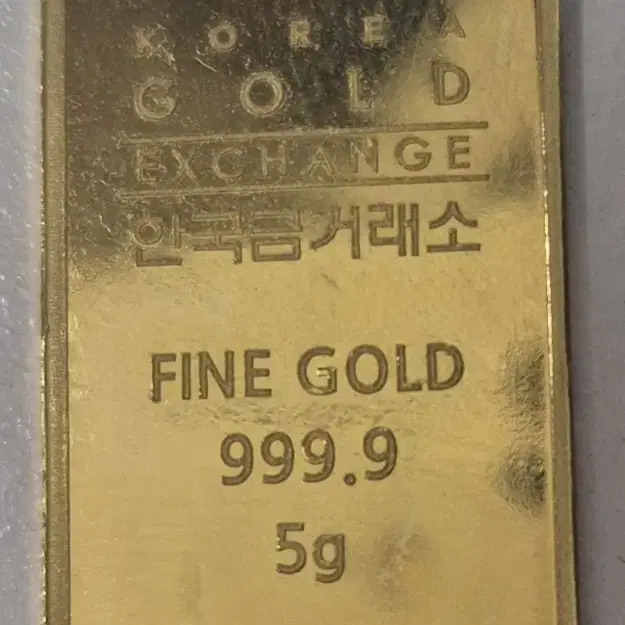 KOREA
GOLD
EXCHANGE
한국금거래소
FINE GOLD
999.9
5g